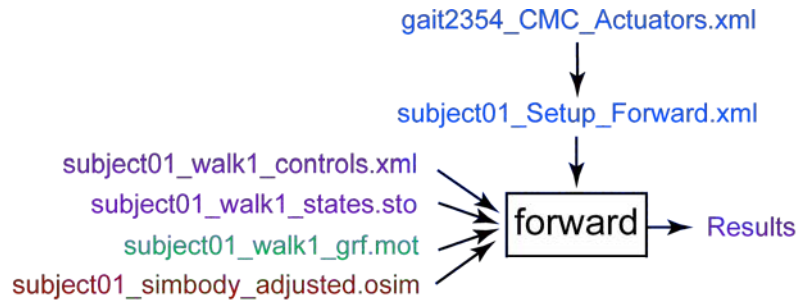 gait2354_CMC_Actuators.xml
subject01_Setup_Forward.xml
subject01_walk1_controls.xml
subject01_walk1_states.sto
subject01_walk1_grf.mot
subject01_simbody_adjusted.osim
forward
Results